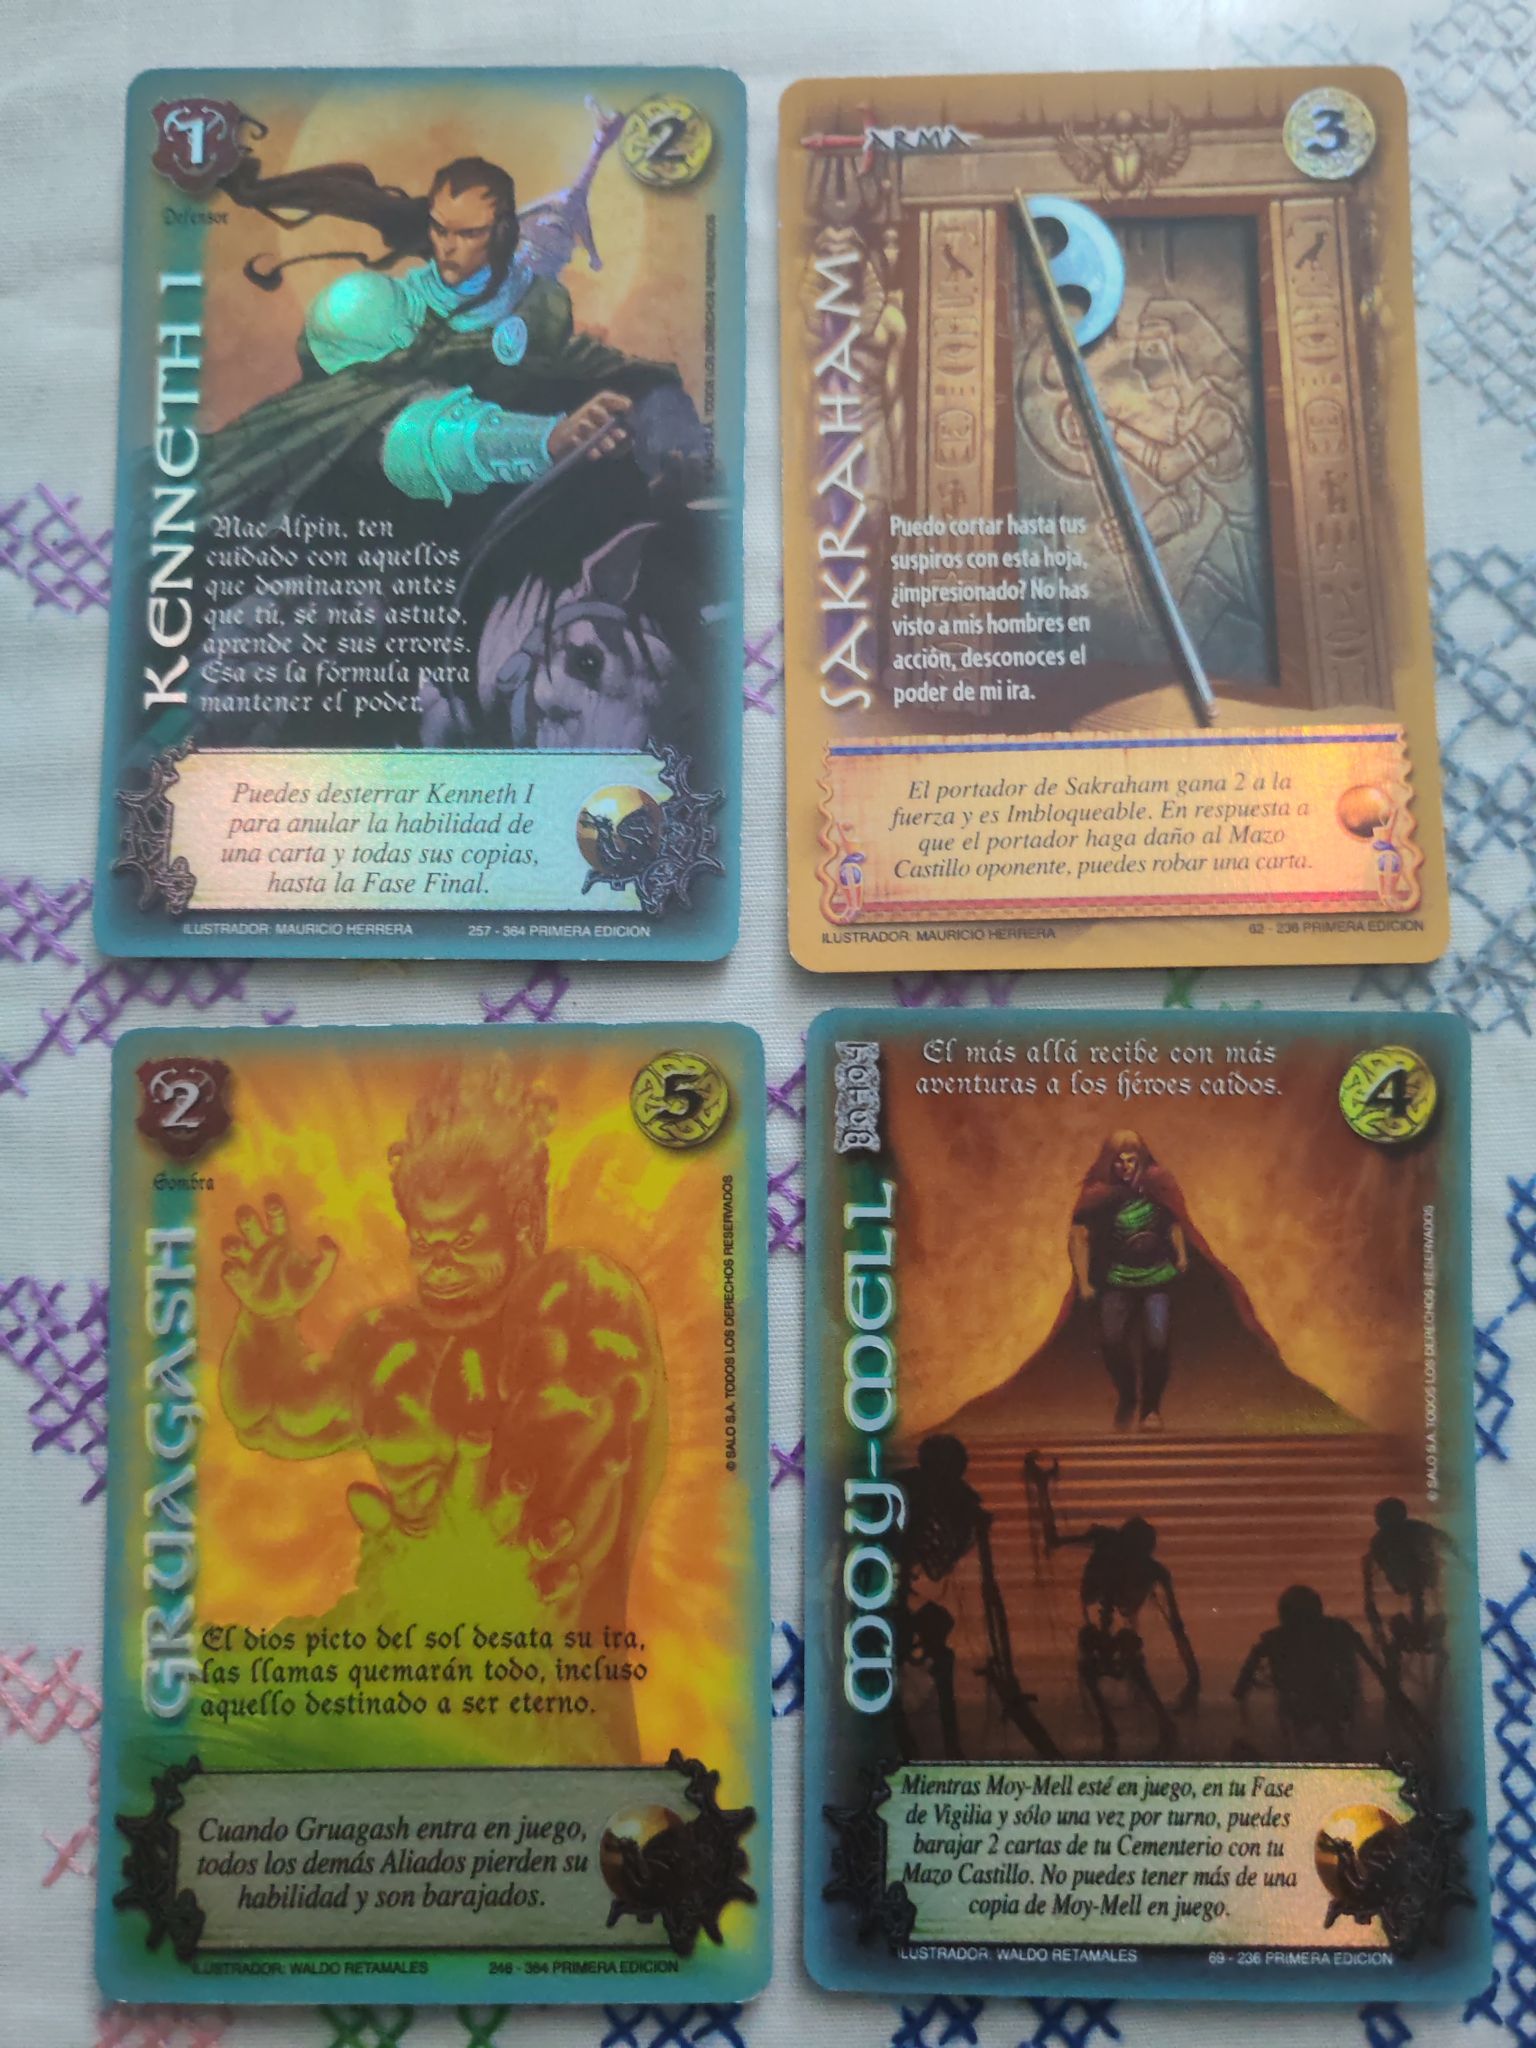 1
2
Defensor
KENNETH I
Mac Alpin, ten
cuidado con aquellos
que dominaron antes
que tú, sé más astuto,
aprende de sus errores.
Esa es la fórmula para
mantener el poder.
Puedes desterrar Kenneth I
para anular la habilidad de
una carta y todas sus copias,
hasta la Fase Final.
TODOS LOS DERECHOS RESERVADOS
ILUSTRADOR: MAURICIO HERRERA 257 - 364 PRIMERA EDICION
ARMA
3
SAKRAHAM
Puedo cortar hasta tus
suspiros con esta hoja,
¿impresionado? No has
visto a mis hombres en
acción, desconoces el
poder de mi ira.
El portador de Sakraham gana 2 a la
fuerza y es Imbloqueable. En respuesta a
que el portador haga daño al Mazo
Castillo oponente, puedes robar una carta.
ILUSTRADOR: MAURICIO HERRERA 62 - 236 PRIMERA EDICION
2
5
Sombra
GRUAGASH
El dios picto del sol desata su ira,
las llamas quemarán todo, incluso
aquello destinado a ser eterno.
Cuando Gruagash entra en juego,
todos los demás Aliados pierden su
habilidad y son barajados.
© SALO S.A. TODOS LOS DERECHOS RESERVADOS
ILUSTRADOR: WALDO RETAMALES 246 - 364 PRIMERA EDICION
El más allá recibe con más
aventuras a los héroes caídos.
4
MOY-MELL
Mientras Moy-Mell esté en juego, en tu Fase
de Vigilia y sólo una vez por turno, puedes
barajar 2 cartas de tu Cementerio con tu
Mazo Castillo. No puedes tener más de una
copia de Moy-Mell en juego.
© SALO S.A. TODOS LOS DERECHOS RESERVADOS
ILUSTRADOR: WALDO RETAMALES 69 - 236 PRIMERA EDICION